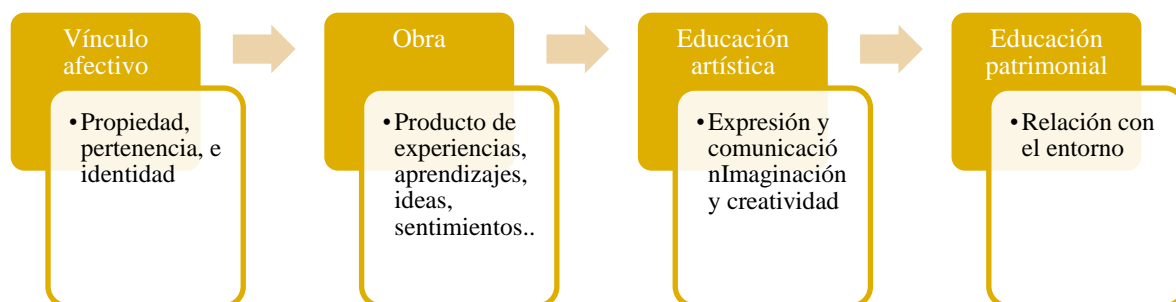 Vínculo
afectivo
•Propiedad,
pertenencia, e
identidad
Obra
•Producto de
experiencias,
aprendizajes,
ideas,
sentimientos..
Educación
artística
•Expresión y
comunicació
nImaginación
y creatividad
Educación
patrimonial
•Relación con
el entorno